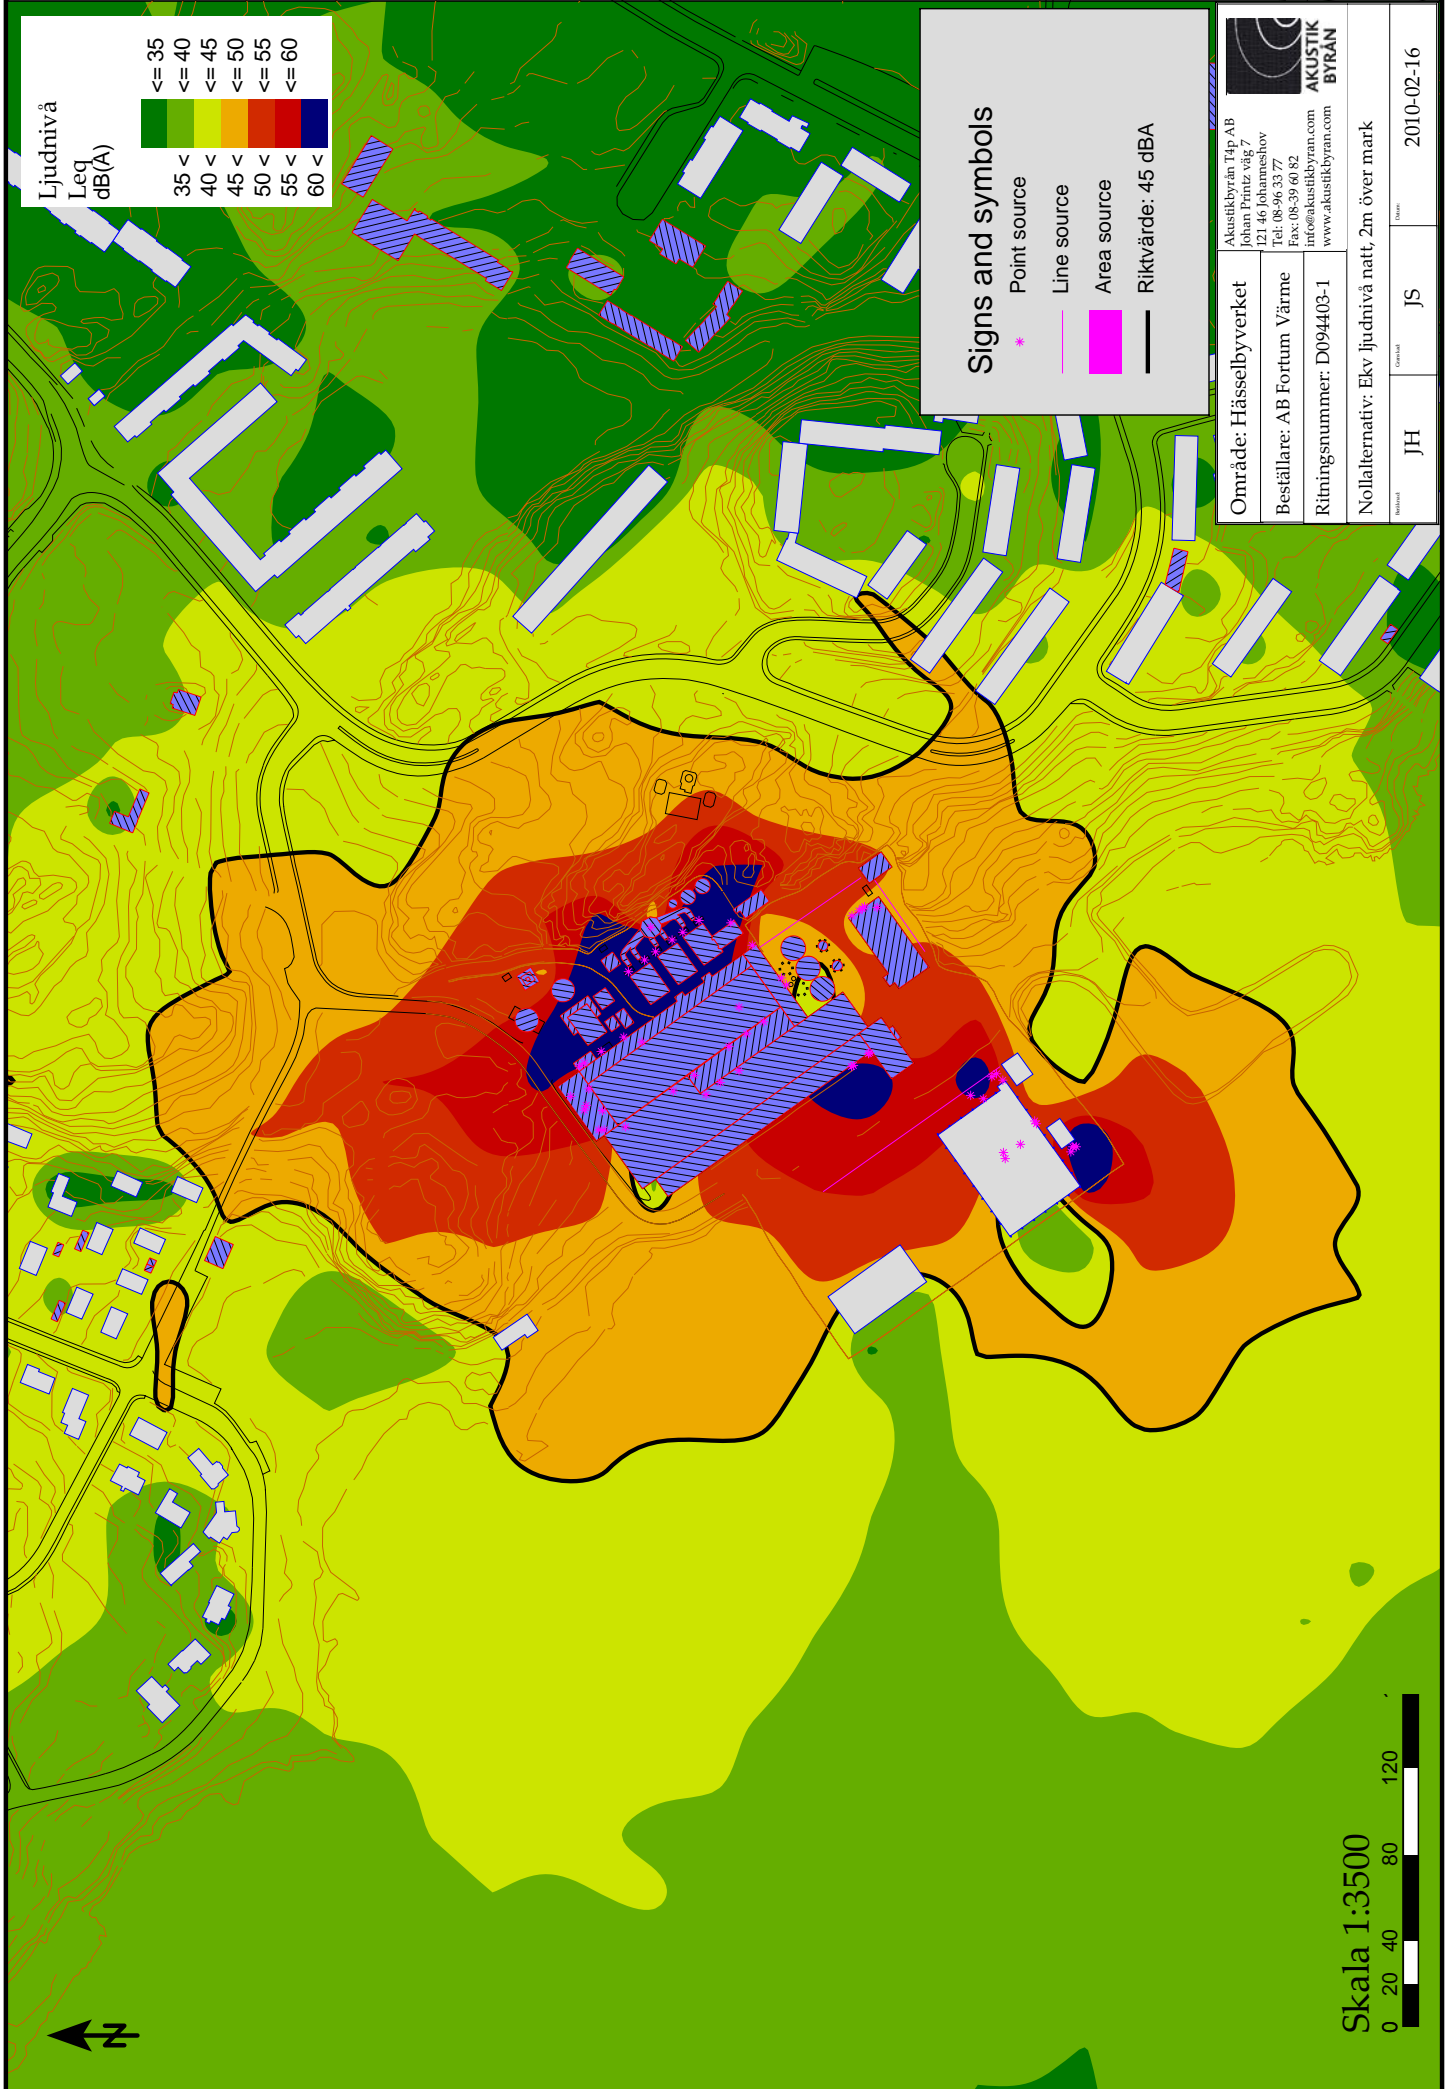 Ljudnivå
Leq
dB(A)
<= 35
35 < <= 40
40 < <= 45
45 < <= 50
50 < <= 55
55 < <= 60
60 <
Signs and symbols
Point source
Line source
Area source
Riktvärde: 45 dBA
Område: Hässelbyverket
Beställare: AB Fortum Värme
Ritningsnummer: D094403-1
Akustikbyrån T4p AB
Johan Printz väg 7
121 46 Johanneshov
Tel: 08-96 33 77
Fax: 08-39 60 82
info@akustikbyran.com
www.akustikbyran.com
AKUSTIK
BYRÅN
Nollalternativ: Ekv ljudnivå natt, 2m över mark
JH
JS
Datum:
2010-02-16
Skala 1:3500
0 20 40 80 120
N